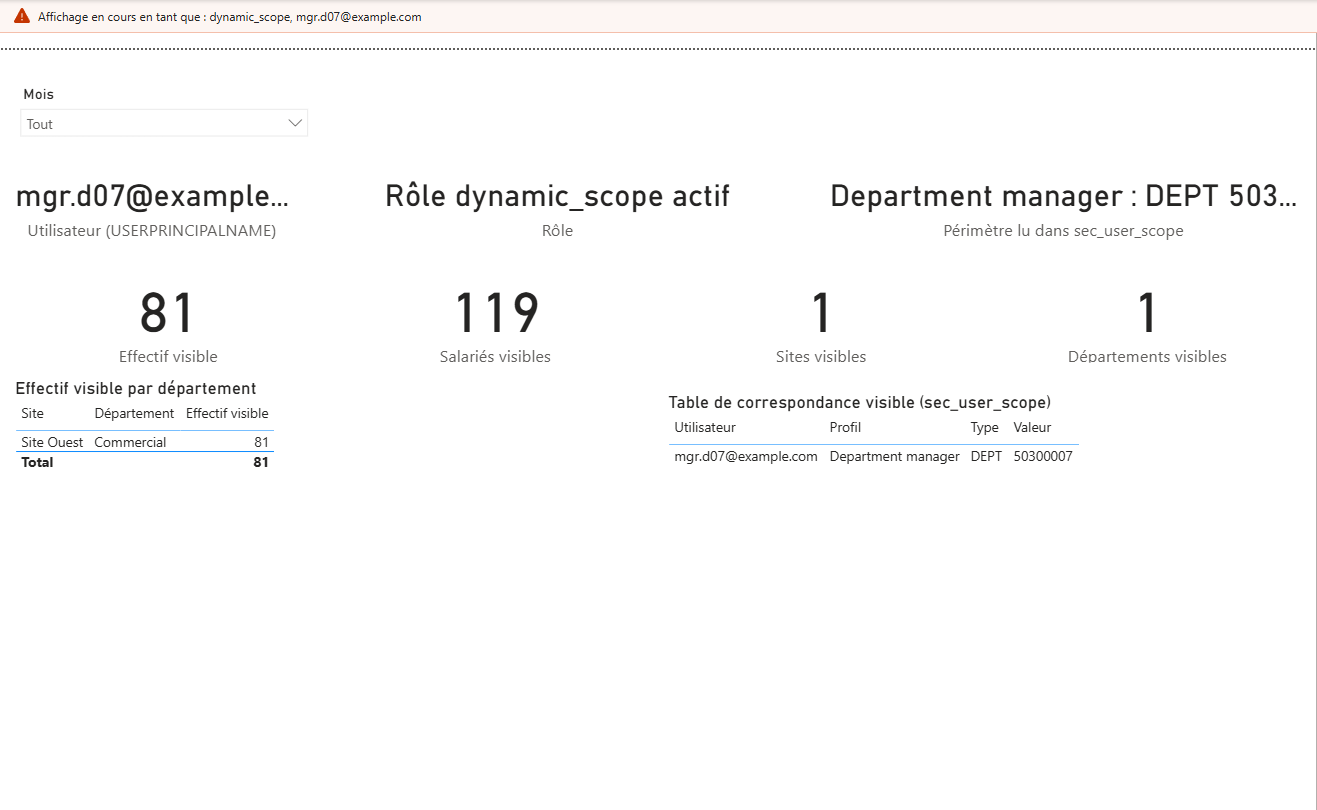 Affichage en cours en tant que : dynamic_scope, mgr.d07@example.com
Mois
Tout
mgr.d07@example...
Utilisateur (USERPRINCIPALNAME)
Rôle dynamic_scope actif
Rôle
Department manager : DEPT 503...
Périmètre lu dans sec_user_scope
81
Effectif visible
119
Salariés visibles
1
Sites visibles
1
Départements visibles
Effectif visible par département
Site Département Effectif visible
Site Ouest Commercial 81
Total 81
Table de correspondance visible (sec_user_scope)
Utilisateur Profil Type Valeur
mgr.d07@example.com Department manager DEPT 50300007